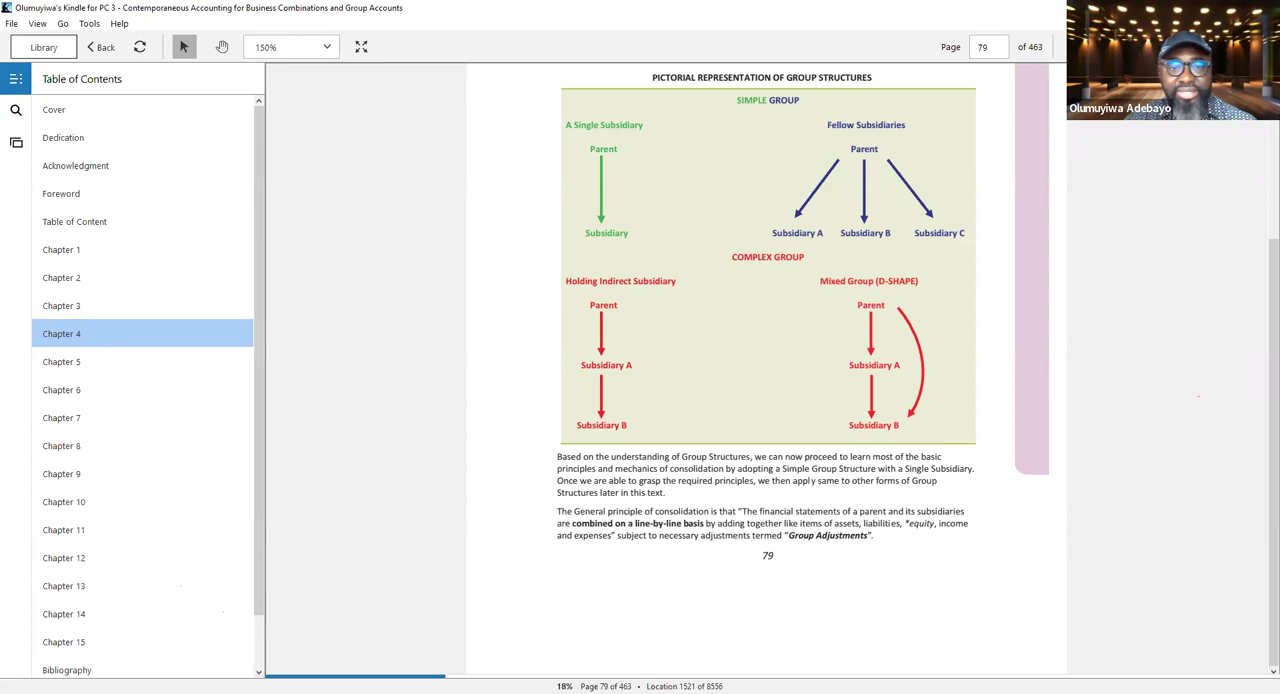 Olumuyiwa's Kindle for PC 3 - Contemporaneous Accounting for Business Combinations and Group Accounts
File View Go Tools Help
Library Back 150% Page 79 of 463
Olumuyiwa Adebayo
Table of Contents
Cover
Dedication
Acknowledgment
Foreword
Table of Content
Chapter 1
Chapter 2
Chapter 3
Chapter 4
Chapter 5
Chapter 6
Chapter 7
Chapter 8
Chapter 9
Chapter 10
Chapter 11
Chapter 12
Chapter 13
Chapter 14
Chapter 15
Bibliography
PICTORIAL REPRESENTATION OF GROUP STRUCTURES
SIMPLE GROUP
A Single Subsidiary
Parent
Subsidiary
Fellow Subsidiaries
Parent
Subsidiary A Subsidiary B Subsidiary C
COMPLEX GROUP
Holding Indirect Subsidiary
Parent
Subsidiary A
Subsidiary B
Mixed Group (D-SHAPE)
Parent
Subsidiary A
Subsidiary B
Based on the understanding of Group Structures, we can now proceed to learn most of the basic
principles and mechanics of consolidation by adopting a Simple Group Structure with a Single Subsidiary.
Once we are able to grasp the required principles, we then apply same to other forms of Group
Structures later in this text.
The General principle of consolidation is that "The financial statements of a parent and its subsidiaries
are combined on a line-by-line basis by adding together like items of assets, liabilities, *equity, income
and expenses" subject to necessary adjustments termed "Group Adjustments".
79
18% Page 79 of 463 • Location 1521 of 8556